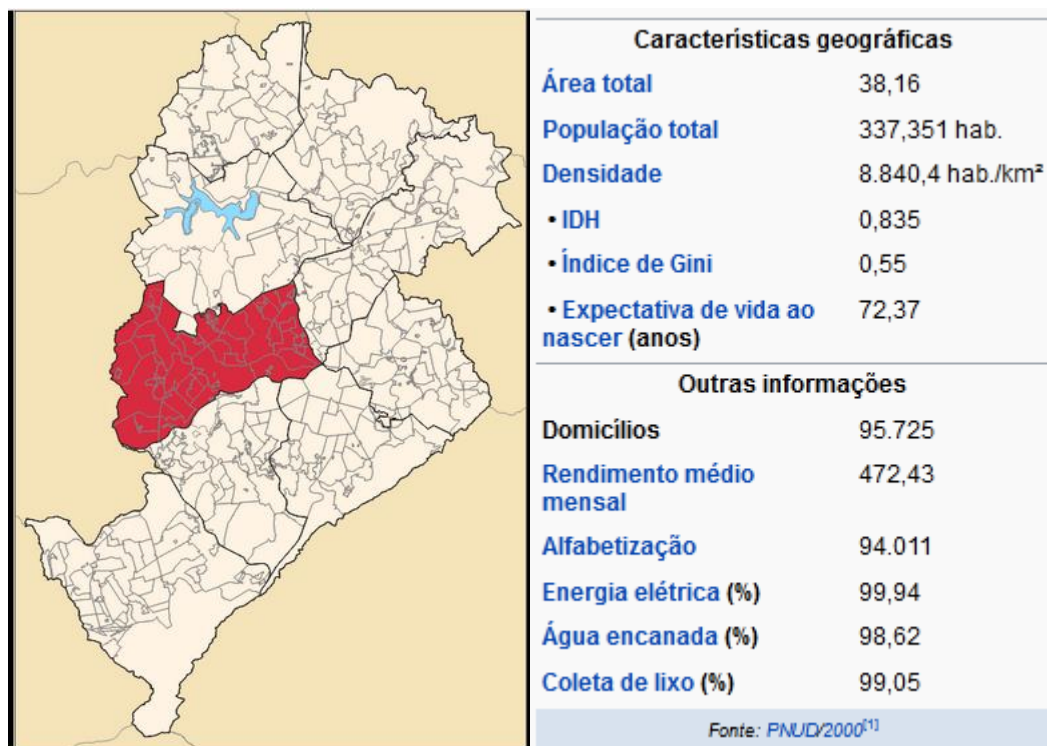 Características geográficas
Área total 38,16
População total 337,351 hab.
Densidade 8.840,4 hab./km²
• IDH 0,835
• Índice de Gini 0,55
• Expectativa de vida ao 72,37
nascer (anos)
Outras informações
Domicílios 95.725
Rendimento médio 472,43
mensal
Alfabetização 94.011
Energia elétrica (%) 99,94
Água encanada (%) 98,62
Coleta de lixo (%) 99,05
Fonte: PNUD/2000[1]